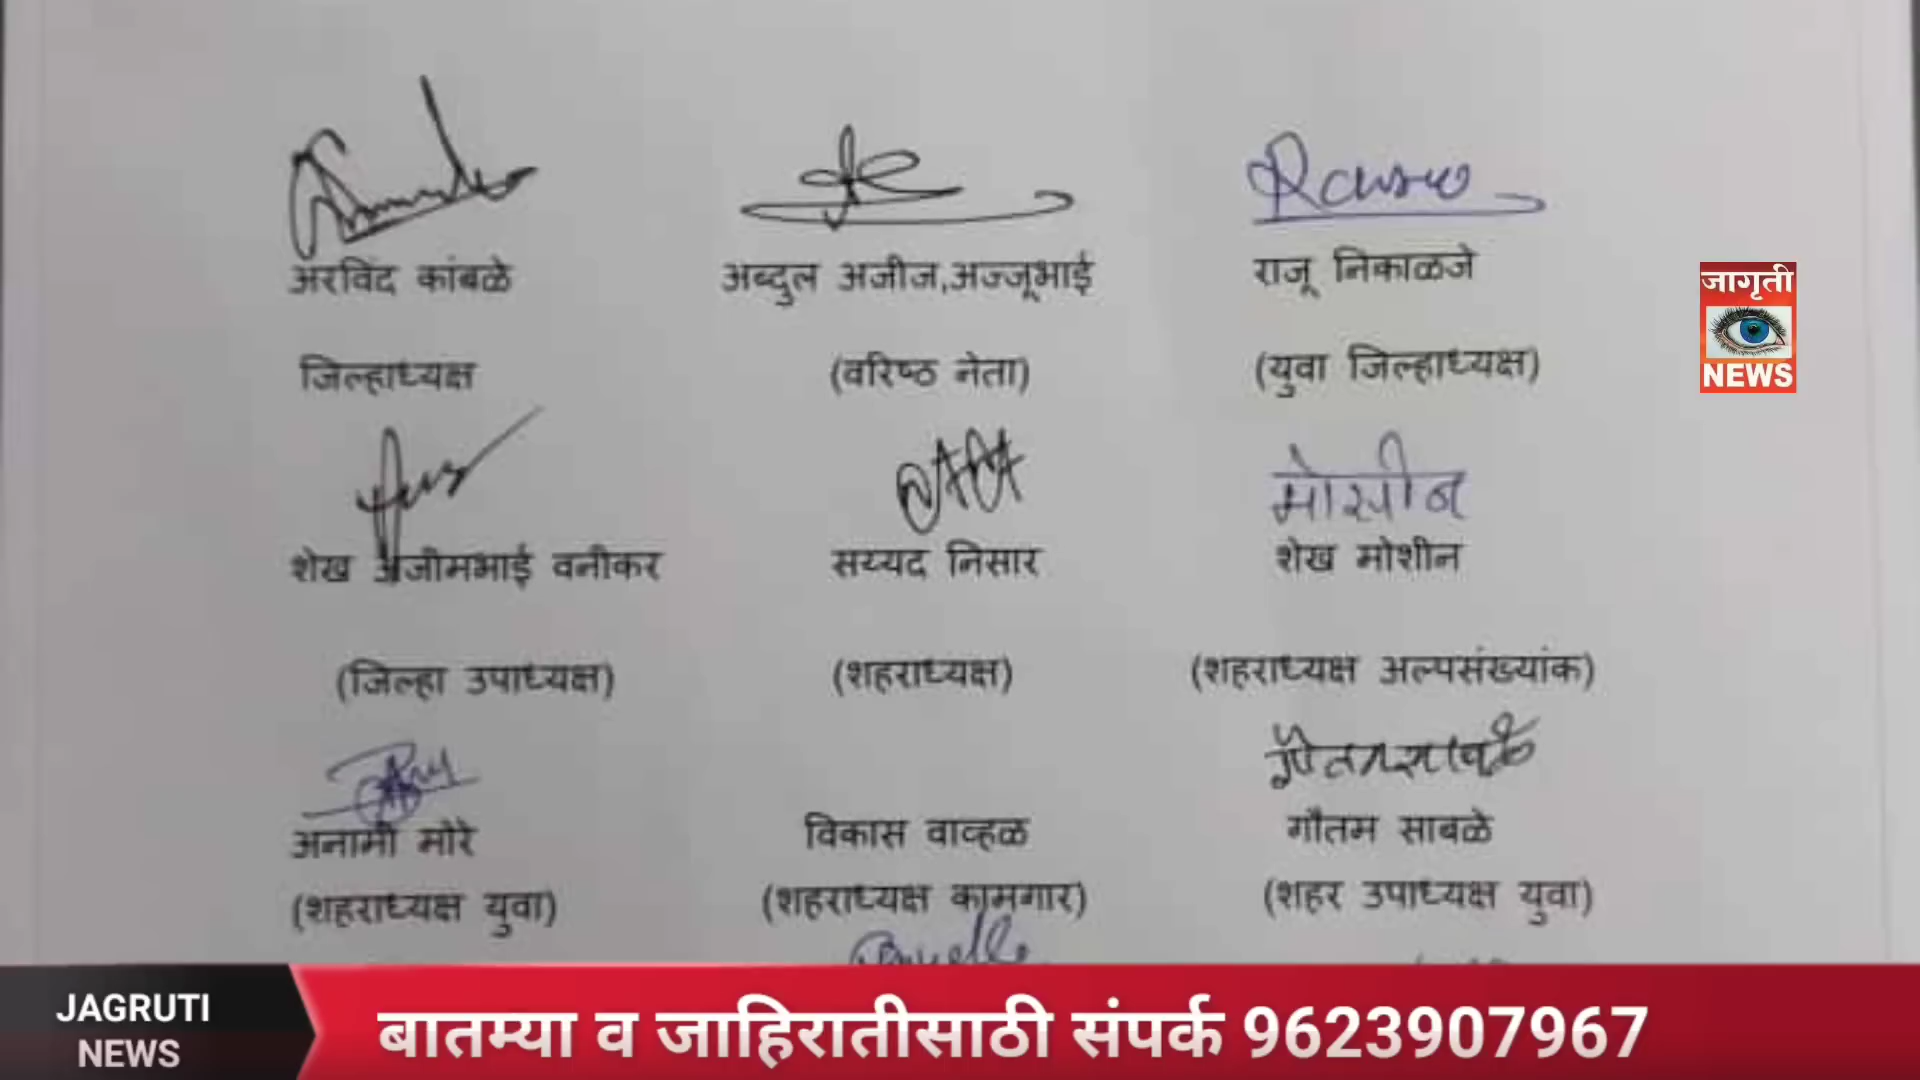 अरविंद कांबळे अब्दुल अजीज,अज्जूभाई राजू निकाळजे
जिल्हाध्यक्ष (वरिष्ठ नेता) (युवा जिल्हाध्यक्ष)
मोसीन
शेख अजीमभाई वनीकर सय्यद निसार शेख मोशीन
(जिल्हा उपाध्यक्ष) (शहराध्यक्ष) (शहराध्यक्ष अल्पसंख्यांक)
गौतम साबळे
अनामी मोरे विकास वाव्हळ गौतम साबळे
(शहराध्यक्ष युवा) (शहराध्यक्ष कामगार) (शहर उपाध्यक्ष युवा)
जागृती
NEWS
JAGRUTI
NEWS
बातम्या व जाहिरातीसाठी संपर्क 9623907967